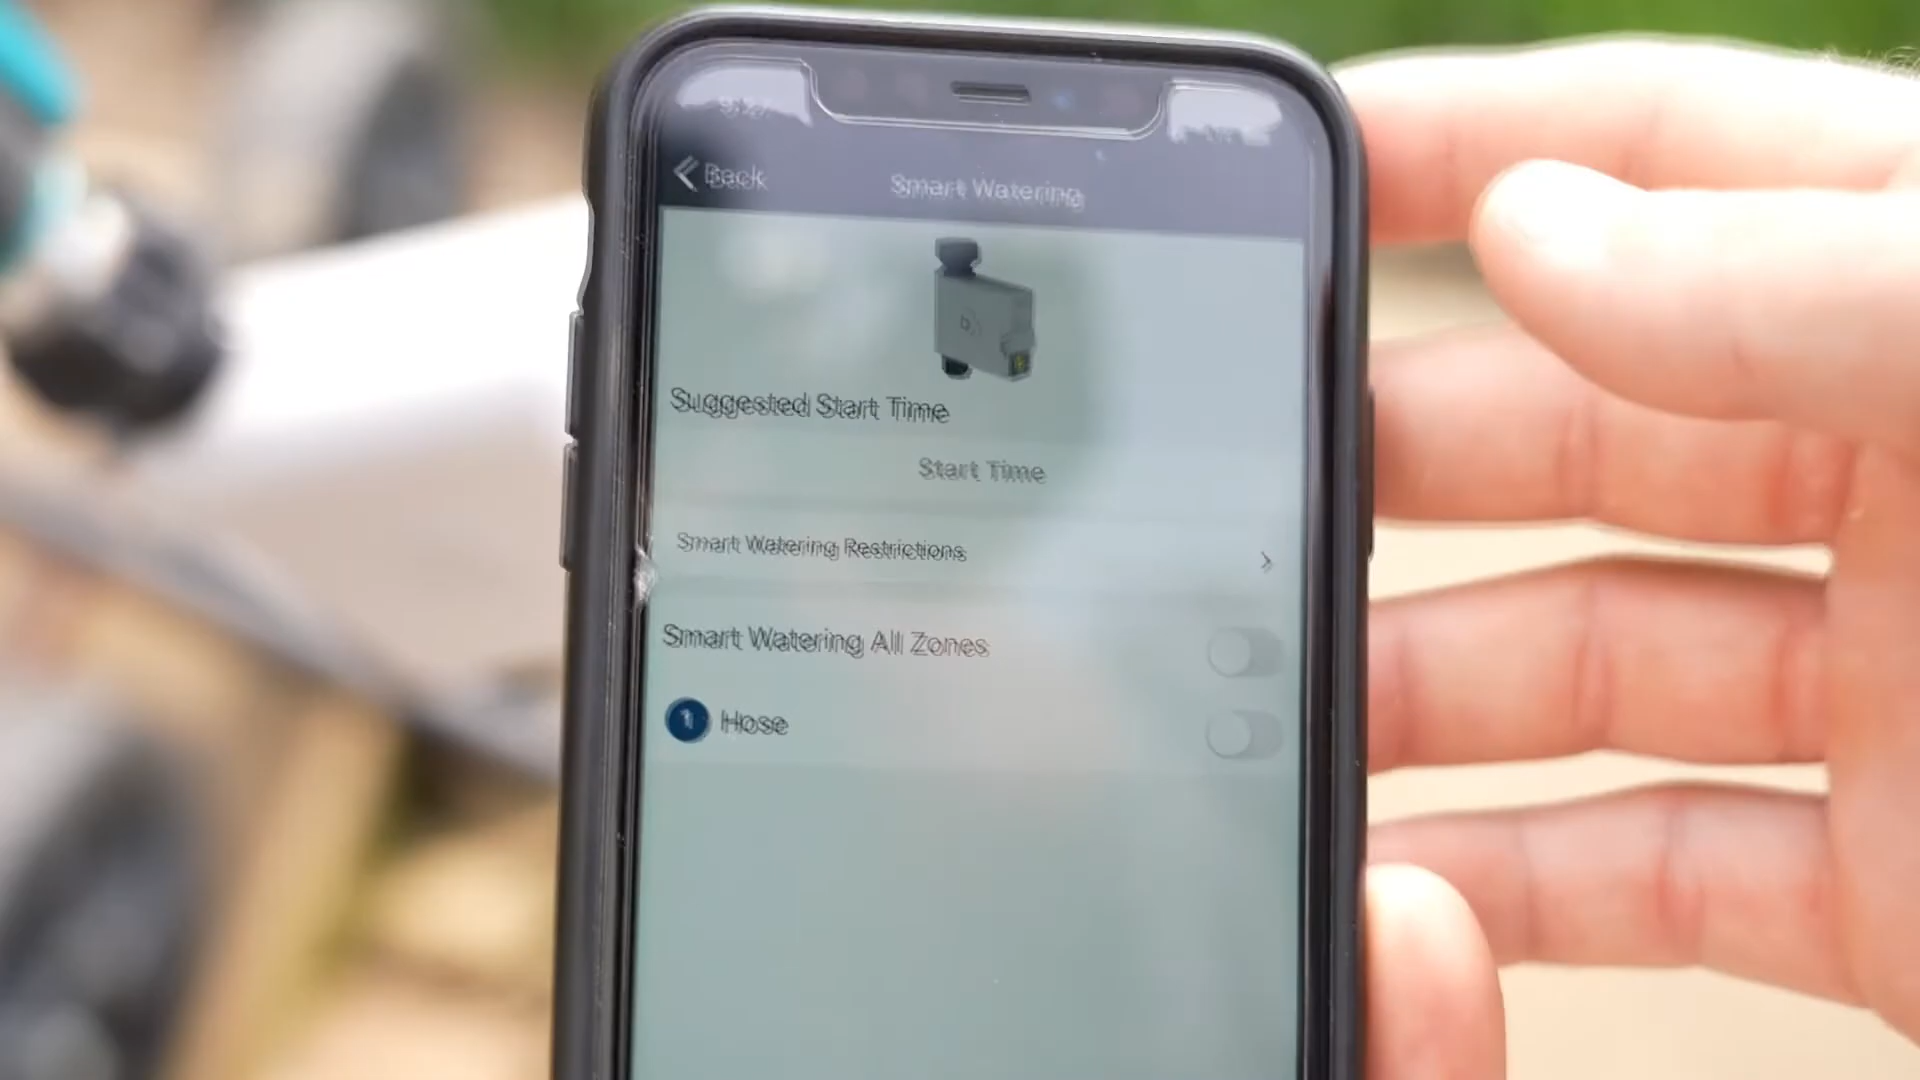 Back
Smart Watering
b
Suggested Start Time
Start Time
Smart Watering Restrictions
Smart Watering All Zones
1 Hose